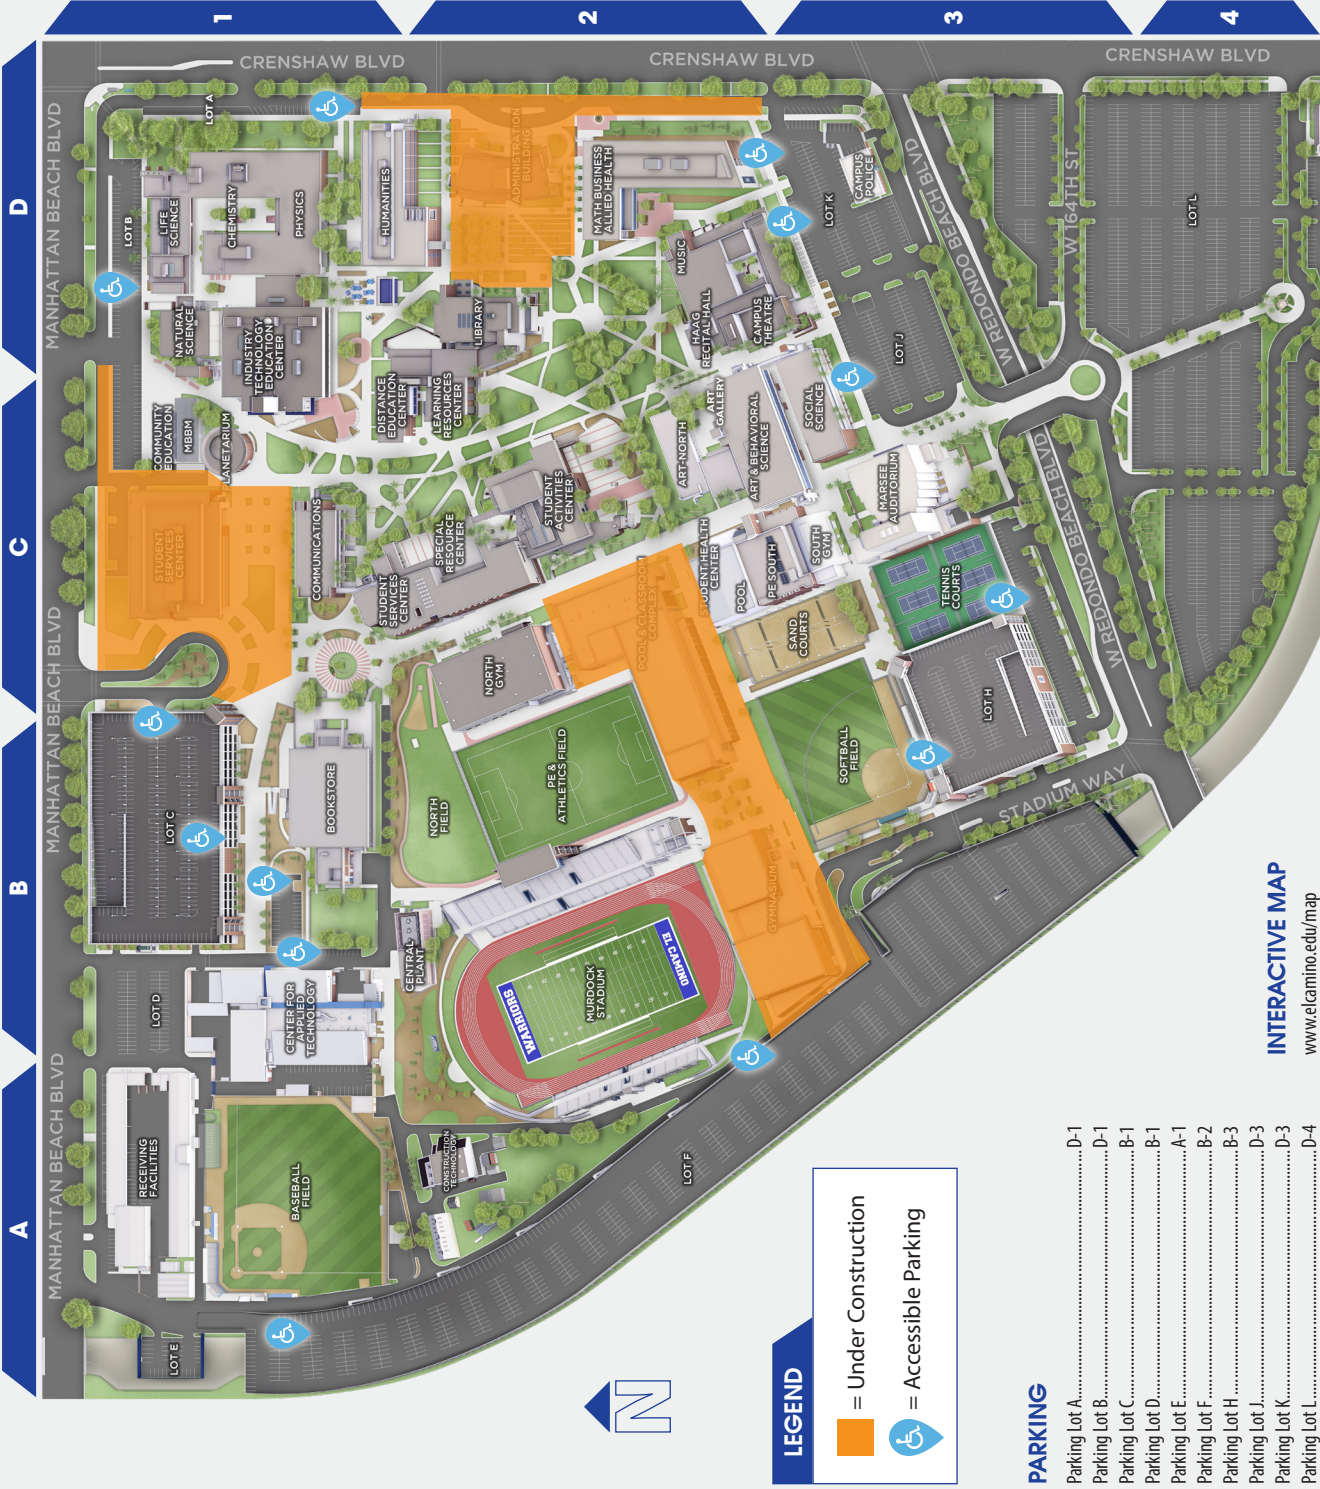 1
2
3
4
D
C
B
A
CRENSHAW BLVD
CRENSHAW BLVD
CRENSHAW BLVD
MANHATTAN BEACH BLVD
MANHATTAN BEACH BLVD
MANHATTAN BEACH BLVD
W REDONDO BEACH BLVD
W REDONDO BEACH BLVD
W 164TH ST
STADIUM WAY
LOT A
LOT B
LIFE
SCIENCE
CHEMISTRY
PHYSICS
HUMANITIES
ADMINISTRATION
BUILDING
MATH BUSINESS
ALLIED HEALTH
LOT K
CAMPUS
POLICE
LOT L
NATURAL
SCIENCE
INDUSTRY
TECHNOLOGY
EDUCATION
CENTER
LIBRARY
MUSIC
HAAG
RECITAL HALL
CAMPUS
THEATRE
LOT J
COMMUNITY
EDUCATION
MBBM
PLANETARIUM
DISTANCE
EDUCATION
CENTER
LEARNING
RESOURCES
CENTER
ART
GALLERY
ART-NORTH
ART & BEHAVIORAL
SCIENCE
SOCIAL
SCIENCE
MARSEE
AUDITORIUM
STUDENT
SERVICES
CENTER
COMMUNICATIONS
STUDENT
SERVICES
CENTER
SPECIAL
RESOURCE
CENTER
STUDENT
ACTIVITIES
CENTER
POOL & CLASSROOM
COMPLEX
STUDENT HEALTH
CENTER
POOL
PE SOUTH
SOUTH
GYM
TENNIS
COURTS
SAND
COURTS
NORTH
GYM
LOT H
LOT C
BOOKSTORE
NORTH
FIELD
PE &
ATHLETICS FIELD
SOFTBALL
FIELD
GYMNASIUM
LOT D
CENTER FOR
APPLIED
TECHNOLOGY
CENTRAL
PLANT
WARRIORS
MURDOCK
STADIUM
EL CAMINO
RECEIVING
FACILITIES
BASEBALL
FIELD
CONSTRUCTION
TECHNOLOGY
LOT F
LOT E
N
LEGEND
= Under Construction
= Accessible Parking
PARKING
Parking Lot A D-1
Parking Lot B D-1
Parking Lot C B-1
Parking Lot D B-1
Parking Lot E A-1
Parking Lot F B-2
Parking Lot H B-3
Parking Lot J D-3
Parking Lot K D-3
Parking Lot L D-4
INTERACTIVE MAP
www.elcamino.edu/map